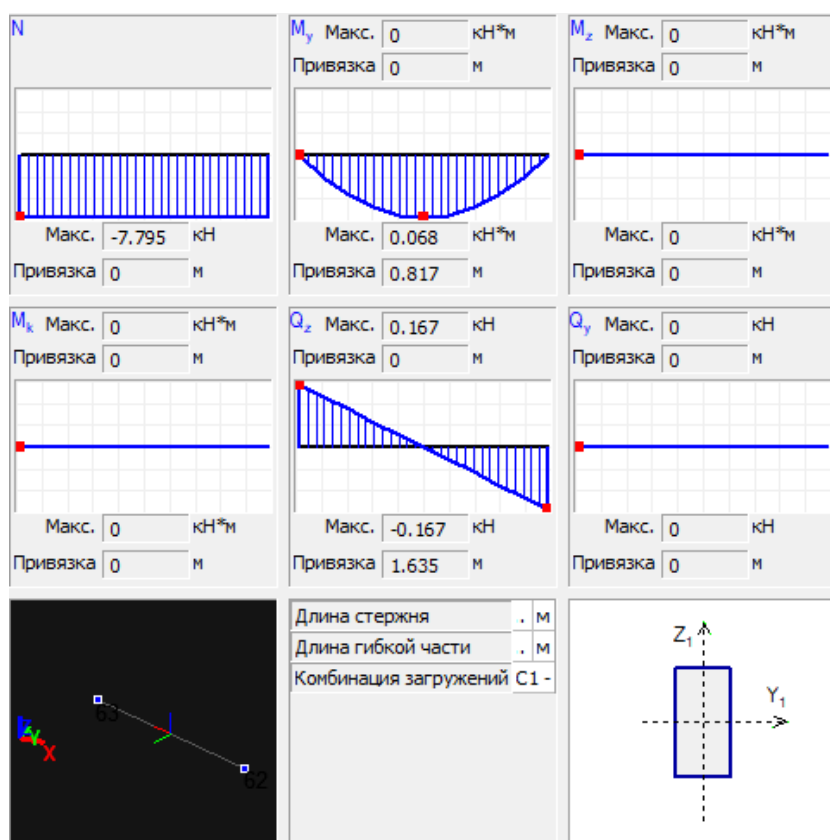 N
My Макс. 0 кН*м
Привязка 0 м
Mz Макс. 0 кН*м
Привязка 0 м
Макс. -7.795 кН
Привязка 0 м
Макс. 0.068 кН*м
Привязка 0.817 м
Макс. 0 кН*м
Привязка 0 м
Mk Макс. 0 кН*м
Привязка 0 м
Qz Макс. 0.167 кН
Привязка 0 м
Qy Макс. 0 кН
Привязка 0 м
Макс. 0 кН*м
Привязка 0 м
Макс. -0.167 кН
Привязка 1.635 м
Макс. 0 кН
Привязка 0 м
63
62
Z
Y
X
Длина стержня . м
Длина гибкой части . м
Комбинация загружений C1 -
Z1
Y1